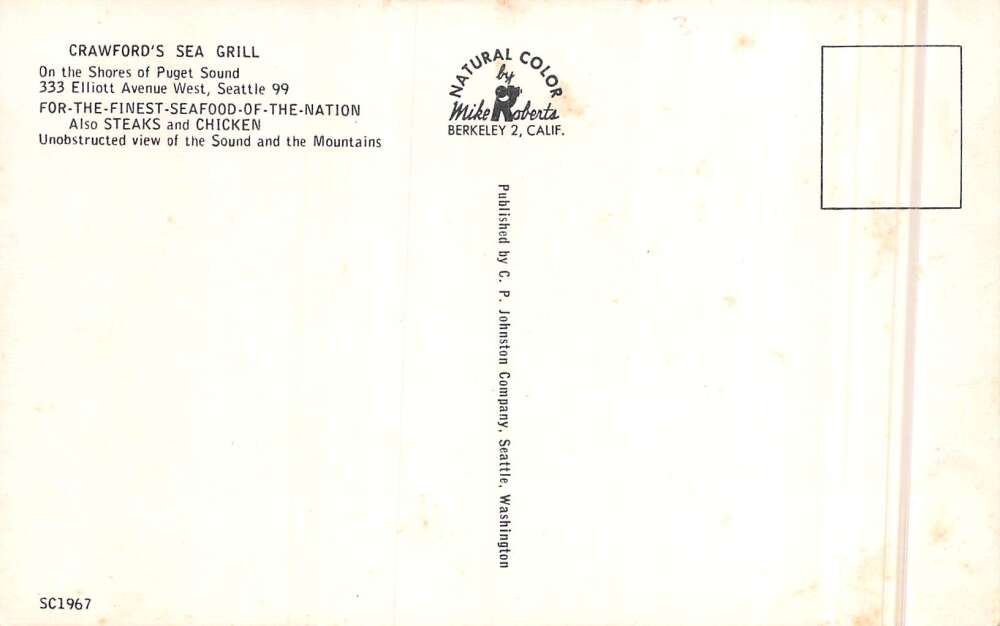 CRAWFORD'S SEA GRILL
On the Shores of Puget Sound
333 Elliott Avenue West, Seattle 99
FOR-THE-FINEST-SEAFOOD-OF-THE-NATION
Also STEAKS and CHICKEN
Unobstructed view of the Sound and the Mountains
NATURAL COLOR
by
Mike Roberts
BERKELEY 2, CALIF.
Published by C. P. Johnston Company, Seattle, Washington
SC1967